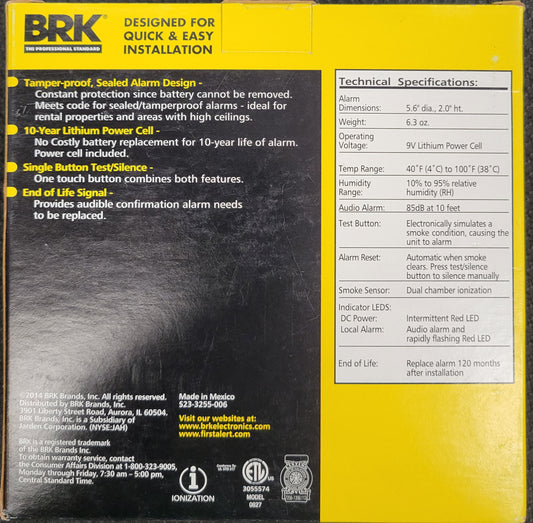 BRK®
THE PROFESSIONAL STANDARD
DESIGNED FOR
QUICK & EASY
INSTALLATION
Tamper-proof, Sealed Alarm Design -
Constant protection since battery cannot be removed.
Meets code for sealed/tamperproof alarms - ideal for
rental properties and areas with high ceilings.
10-Year Lithium Power Cell -
No Costly battery replacement for 10-year life of alarm.
Power cell included.
Single Button Test/Silence -
One touch button combines both features.
End of Life Signal -
Provides audible confirmation alarm needs
to be replaced.
Technical Specifications:
Alarm
Dimensions: 5.6" dia., 2.0" ht.
Weight: 6.3 oz.
Operating
Voltage: 9V Lithium Power Cell
Temp Range: 40˚F (4˚C) to 100˚F (38˚C)
Humidity 10% to 95% relative
Range: humidity (RH)
Audio Alarm: 85dB at 10 feet
Test Button: Electronically simulates a
smoke condition, causing the
unit to alarm
Alarm Reset: Automatic when smoke
clears. Press test/silence
button to silence manually
Smoke Sensor: Dual chamber ionization
Indicator LEDS:
DC Power: Intermittent Red LED
Local Alarm: Audio alarm and
rapidly flashing Red LED
End of Life: Replace alarm 120 months
after installation
©2014 BRK Brands, Inc. All rights reserved.
Distributed by BRK Brands, Inc.
3901 Liberty Street Road, Aurora, IL 60504.
BRK Brands, Inc. is a Subsidiary of
Jarden Corporation. (NYSE:JAH)
BRK is a registered trademark
of the BRK Brands Inc.
To obtain warranty service, contact
the Consumer Affairs Division at 1-800-323-9005,
Monday through Friday, 7:30 am – 5:00 pm,
Central Standard Time.
Made in Mexico
523-3255-006
Visit our websites at:
www.brkelectronics.com
www.firstalert.com
i
IONIZATION
Conforms to
UL STD 217
ETL
US
3055574
MODEL
0827